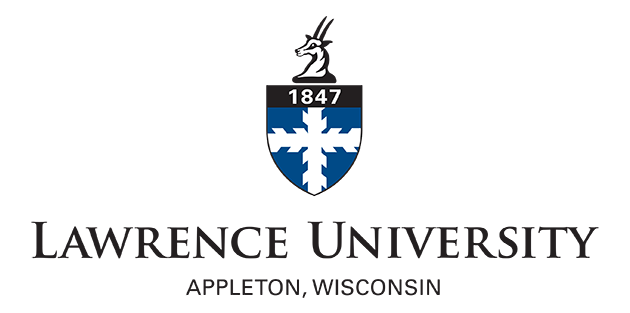 1847
LAWRENCE UNIVERSITY
APPLETON, WISCONSIN